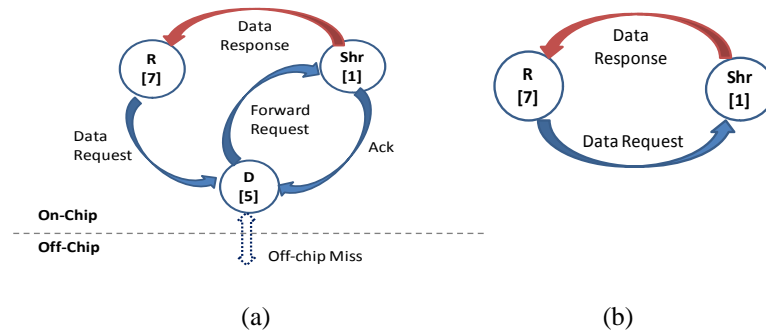 Data
Response
R
[7]
Shr
[1]
Forward
Request
Data
Request
Ack
D
[5]
On-Chip
Off-Chip
Off-chip Miss
(a)
Data
Response
R
[7]
Shr
[1]
Data Request
(b)